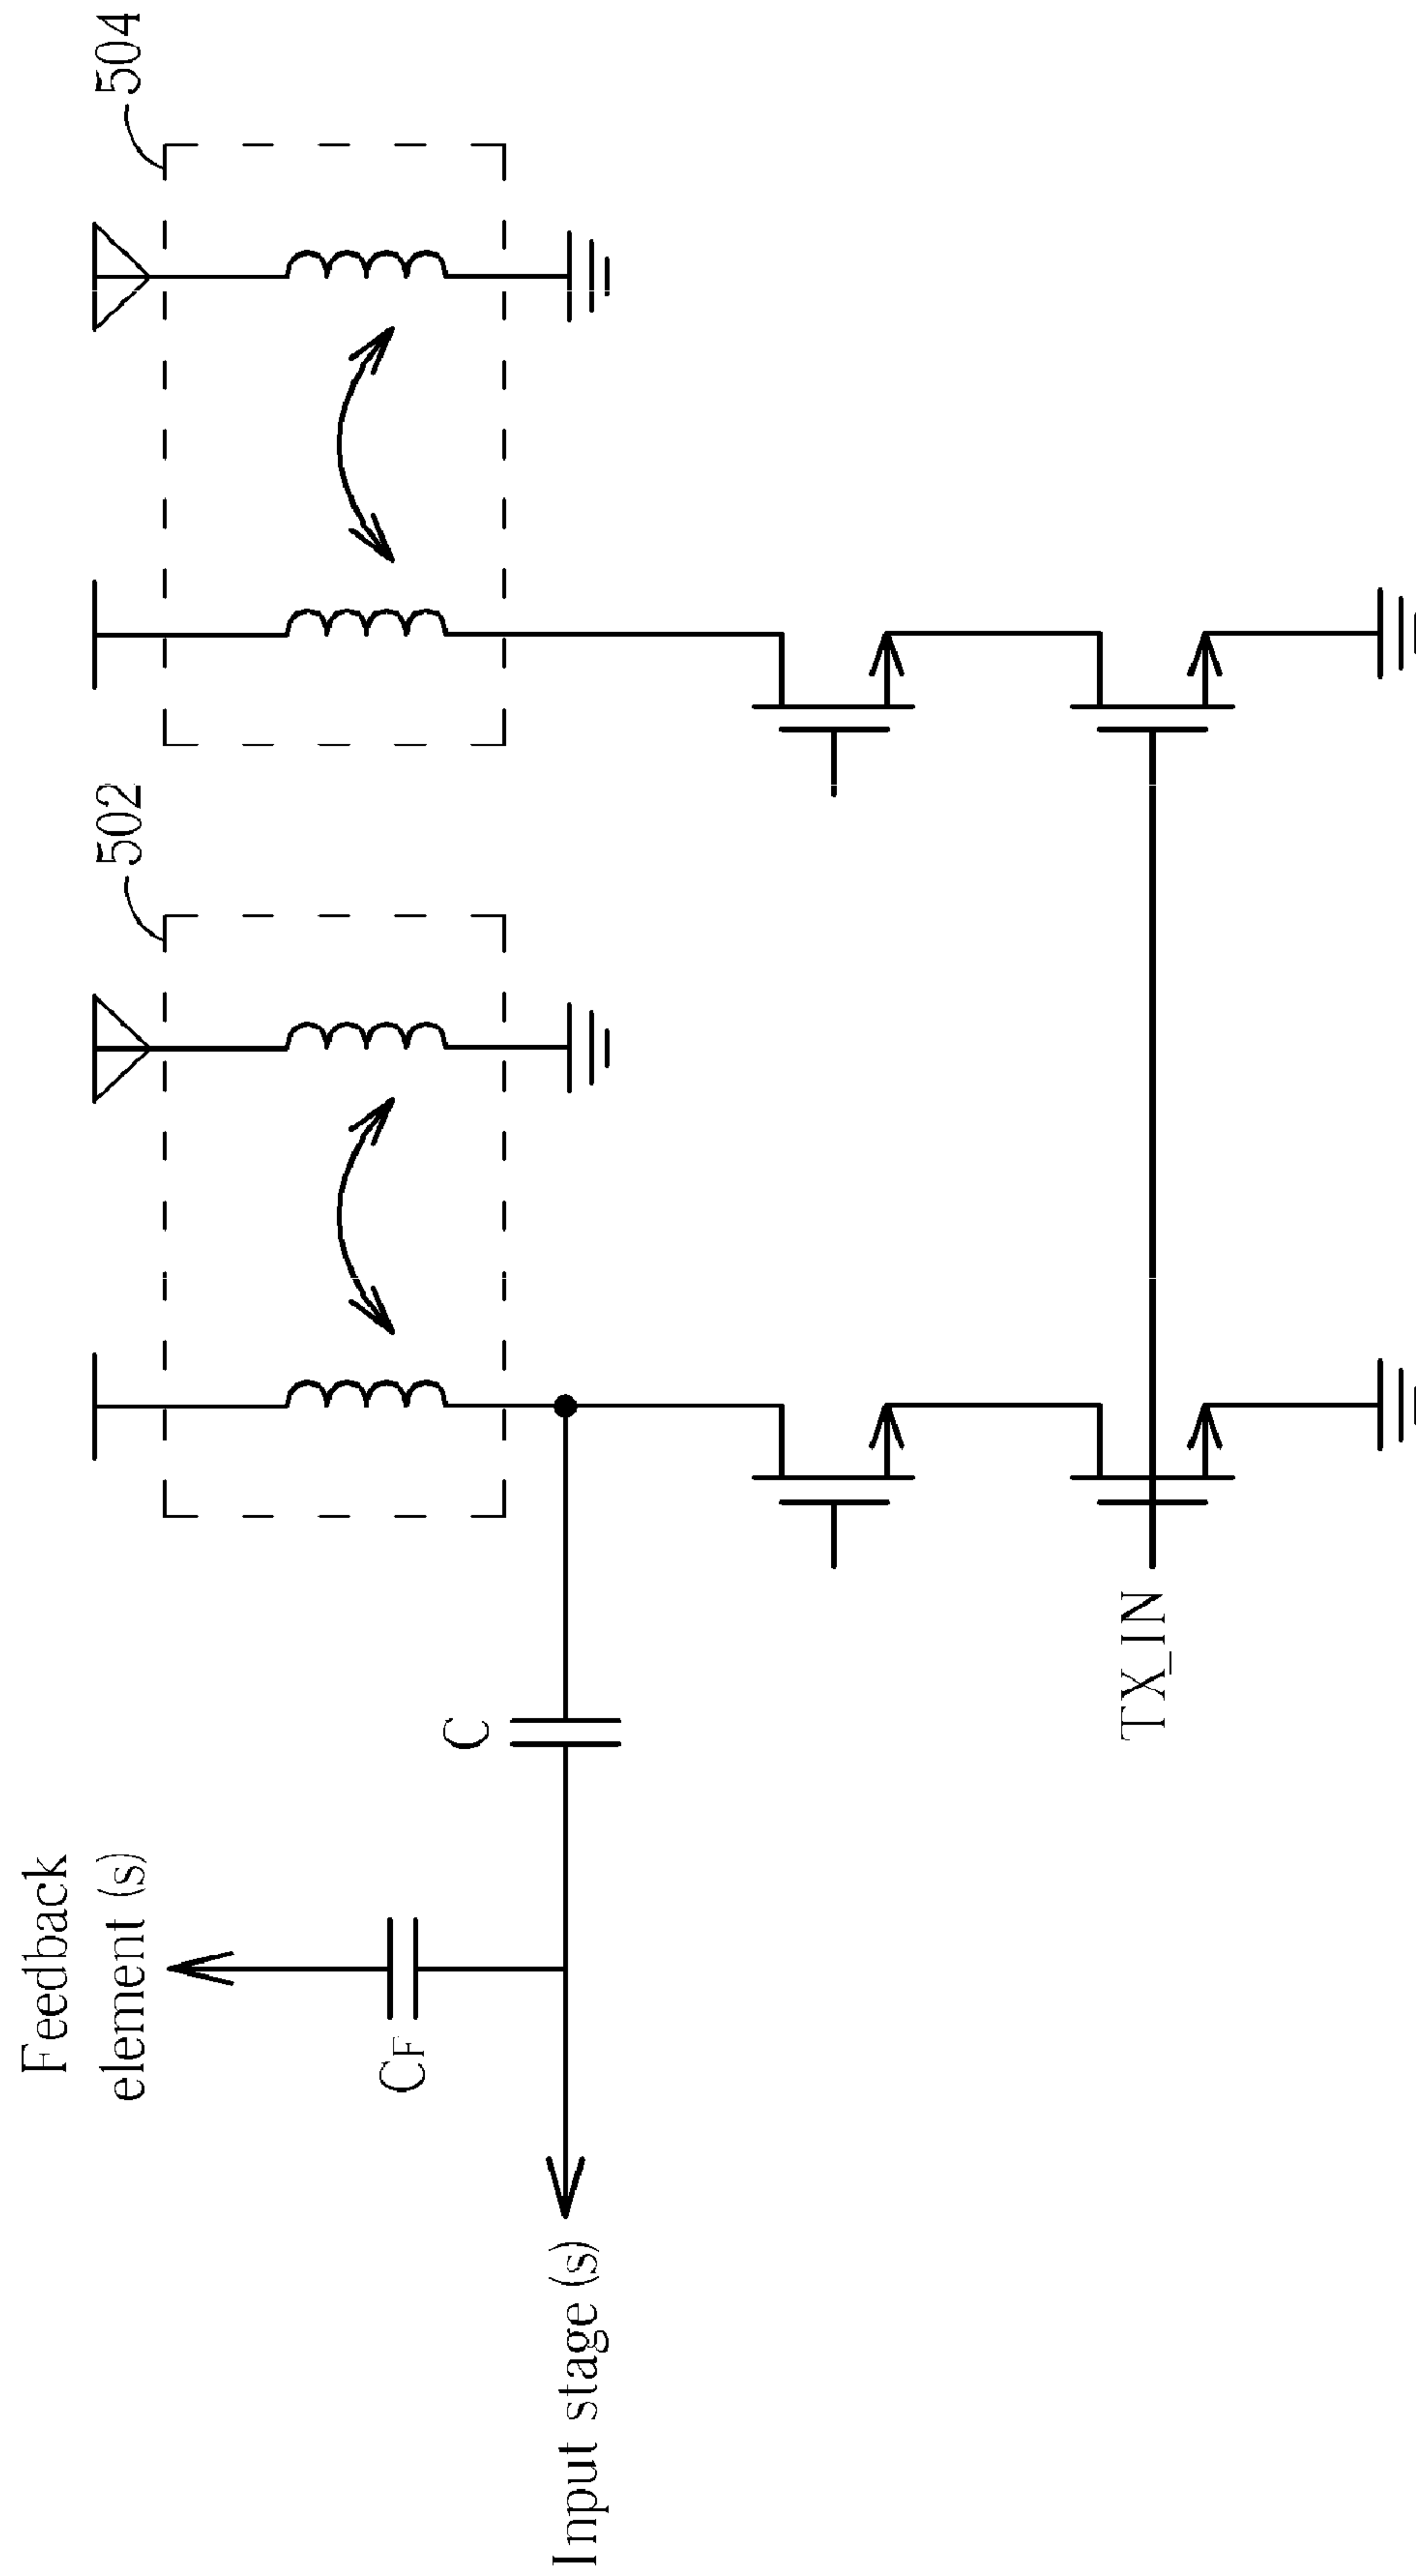 Feedback
element (s)
CF
C
Input stage (s)
TX_IN
502
504